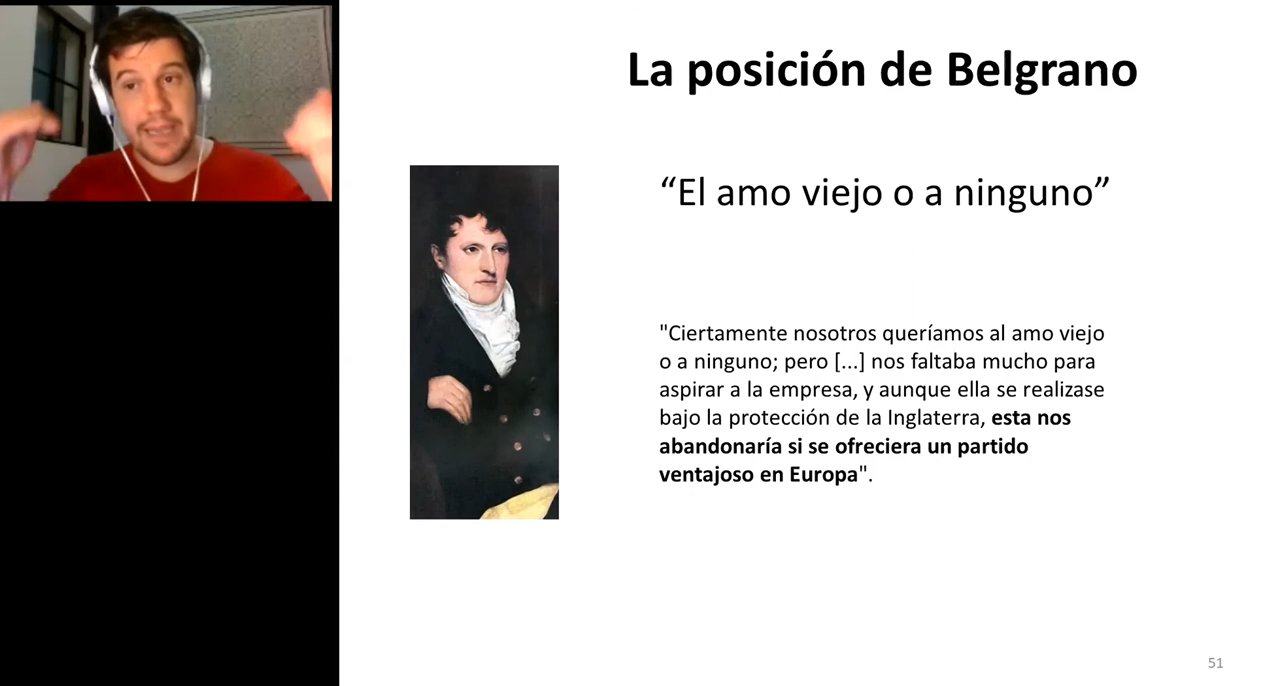 La posición de Belgrano
“El amo viejo o a ninguno”
"Ciertamente nosotros queríamos al amo viejo
o a ninguno; pero [...] nos faltaba mucho para
aspirar a la empresa, y aunque ella se realizase
bajo la protección de la Inglaterra, esta nos
abandonaría si se ofreciera un partido
ventajoso en Europa".
51